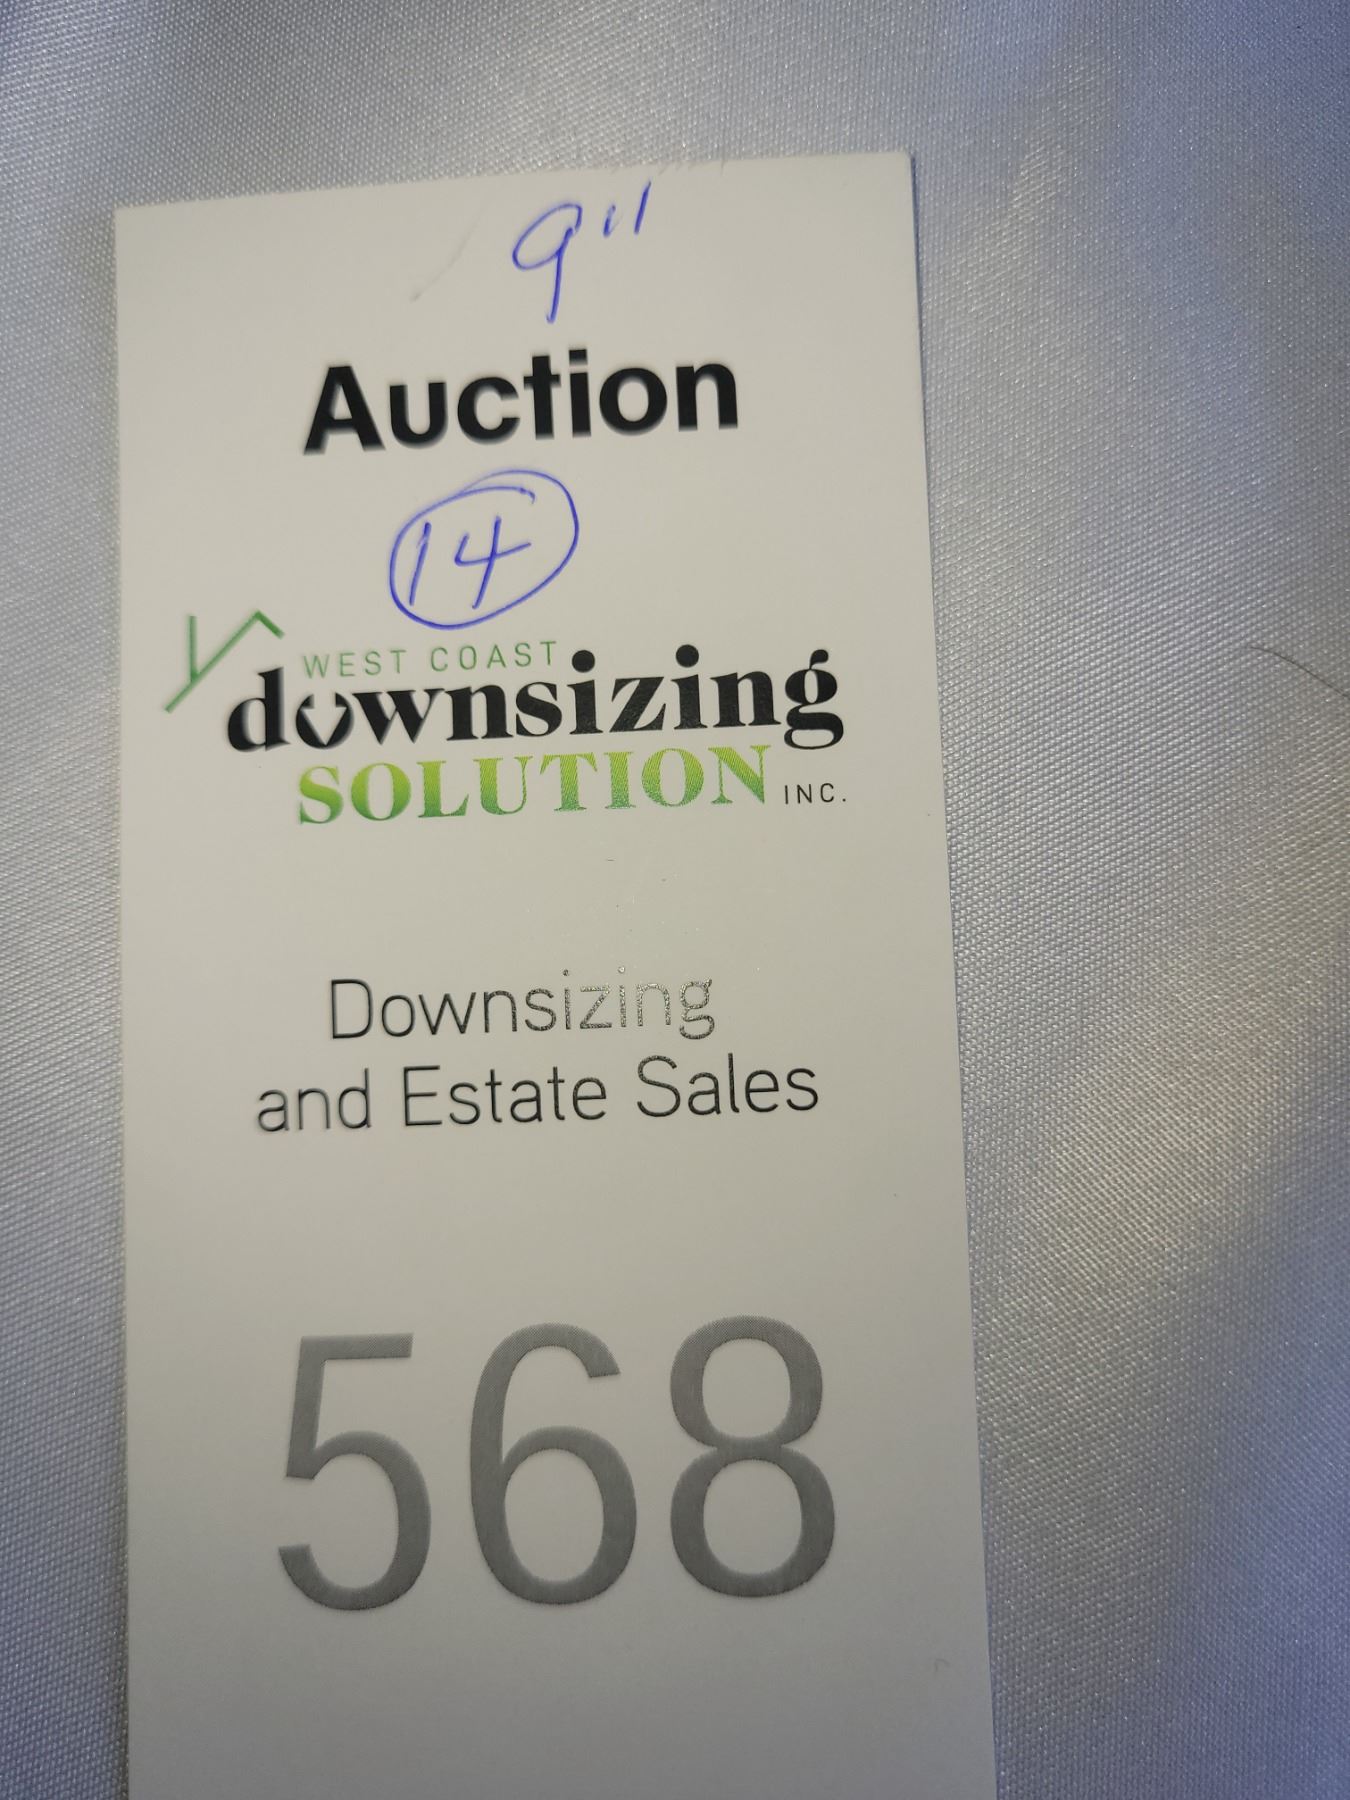 9"
Auction
14
WEST COAST
downsizing
SOLUTION INC.
Downsizing
and Estate Sales
568